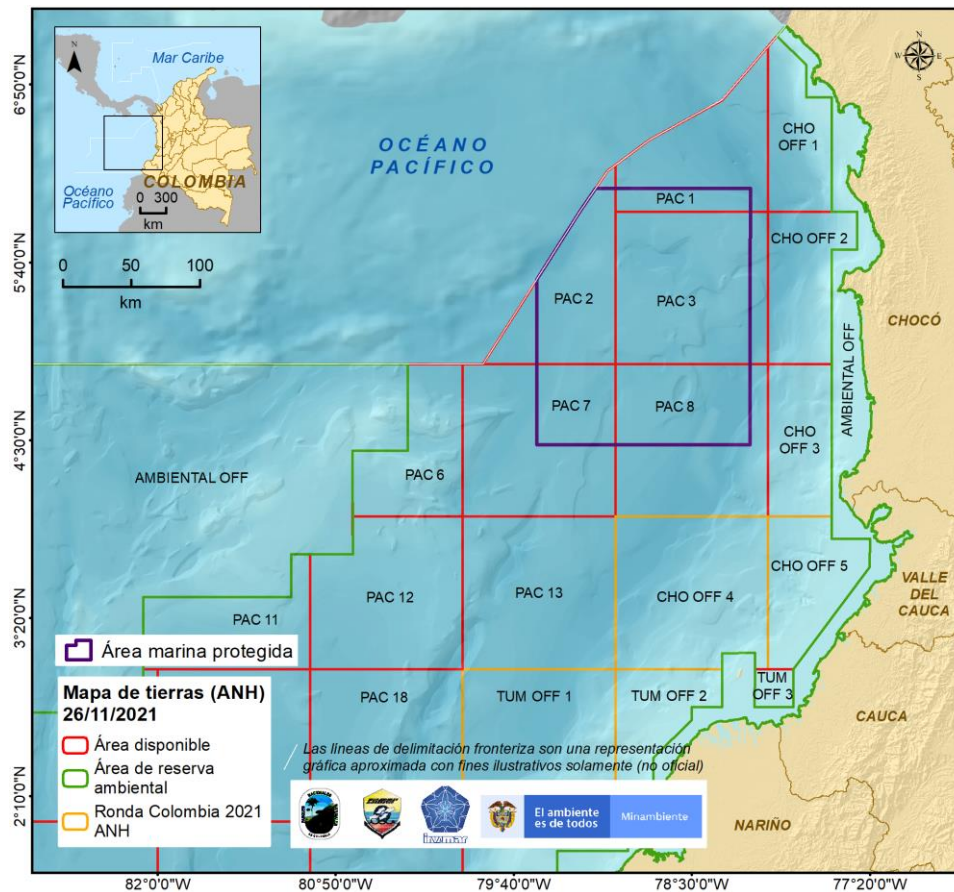 Mar Caribe
COLOMBIA
Océano
Pacífico
0 300
km
N
0 50 100
km
OCÉANO
PACÍFICO
N
W E
S
6°50'0"N
5°40'0"N
4°30'0"N
3°20'0"N
2°10'0"N
CHO
OFF 1
PAC 1
CHO OFF 2
PAC 2
PAC 3
CHOCÓ
AMBIENTAL OFF
PAC 7
PAC 8
CHO
OFF 3
AMBIENTAL OFF
PAC 6
CHO OFF 5
VALLE
DEL
CAUCA
PAC 11
PAC 12
PAC 13
CHO OFF 4
PAC 18
TUM OFF 1
TUM OFF 2
TUM
OFF 3
CAUCA
NARIÑO
Área marina protegida
Mapa de tierras (ANH)
26/11/2021
Área disponible
Área de reserva
ambiental
Ronda Colombia 2021
ANH
Las lineas de delimitación fronteriza son una representación
gráfica aproximada con fines ilustrativos solamente (no oficial)
invemar
El ambiente
es de todos
Minambiente
82°0'0"W
80°50'0"W
79°40'0"W
78°30'0"W
77°20'0"W